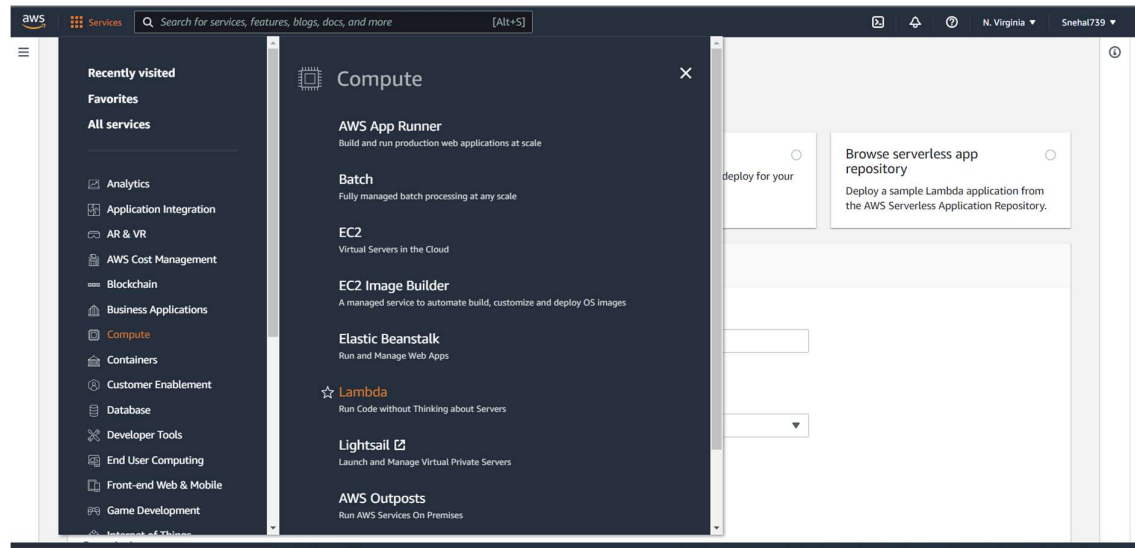 aws
Services
Search for services, features, blogs, docs, and more
[Alt+S]
N. Virginia
Snehal739
Recently visited
Favorites
All services
Analytics
Application Integration
AR & VR
AWS Cost Management
Blockchain
Business Applications
Compute
Containers
Customer Enablement
Database
Developer Tools
End User Computing
Front-end Web & Mobile
Game Development
Internet of Things
Compute
AWS App Runner
Build and run production web applications at scale
Batch
Fully managed batch processing at any scale
EC2
Virtual Servers in the Cloud
EC2 Image Builder
A managed service to automate build, customize and deploy OS images
Elastic Beanstalk
Run and Manage Web Apps
Lambda
Run Code without Thinking about Servers
Lightsail
Launch and Manage Virtual Private Servers
AWS Outposts
Run AWS Services On Premises
deploy for your
Browse serverless app
repository
Deploy a sample Lambda application from
the AWS Serverless Application Repository.